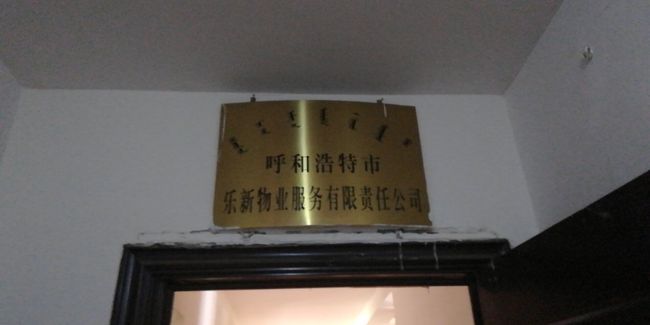 呼和浩特市
乐新物业服务有限责任公司